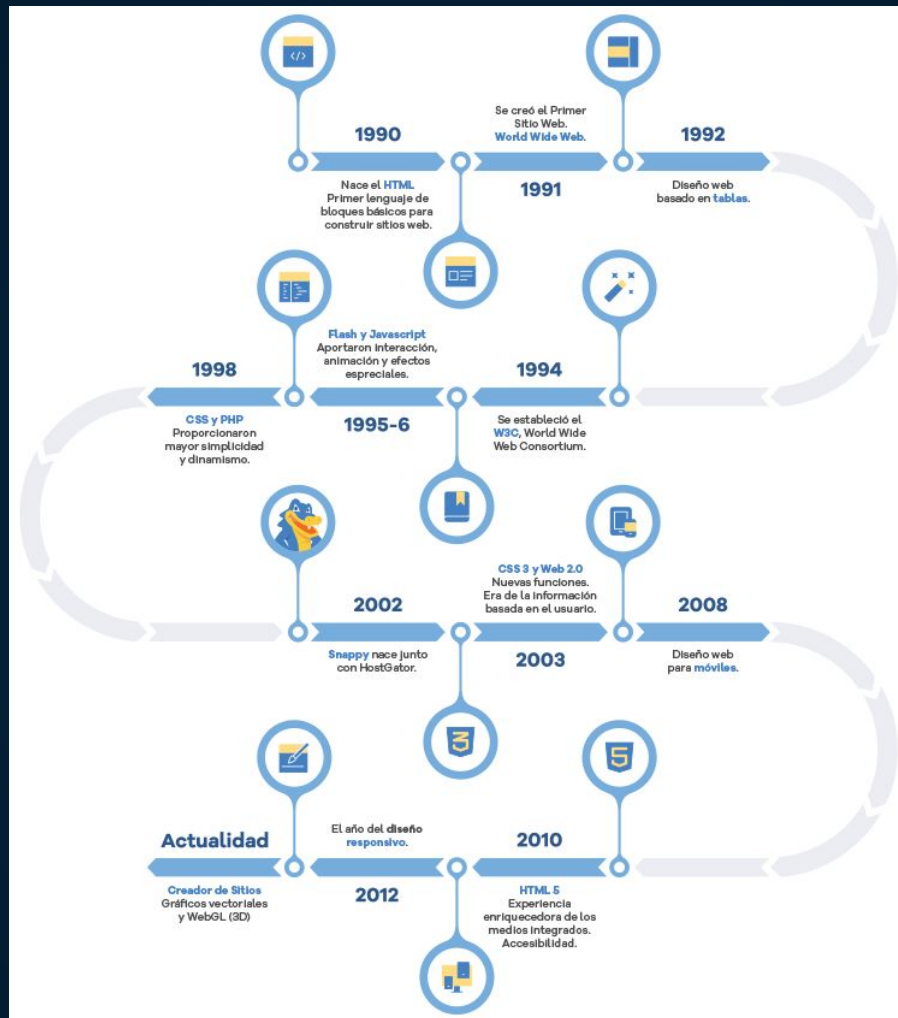 1990
Nace el HTML
Primer lenguaje de
bloques básicos para
construir sitios web.
Se creó el Primer
Sitio Web.
World Wide Web.
1991
1992
Diseño web
basado en tablas.
1994
Se estableció el
W3C, World Wide
Web Consortium.
Flash y Javascript
Aportaron interacción,
animación y efectos
espreciales.
1995-6
1998
CSS y PHP
Proporcionaron
mayor simplicidad
y dinamismo.
2002
Snappy nace junto
con HostGator.
CSS 3 y Web 2.0
Nuevas funciones.
Era de la información
basada en el usuario.
2003
3
2008
Diseño web
para móviles.
5
2010
HTML 5
Experiencia
enriquecedora de los
medios integrados.
Accesibilidad.
El año del diseño
responsivo.
2012
Actualidad
Creador de Sitios
Gráficos vectoriales
y WebGL (3D)